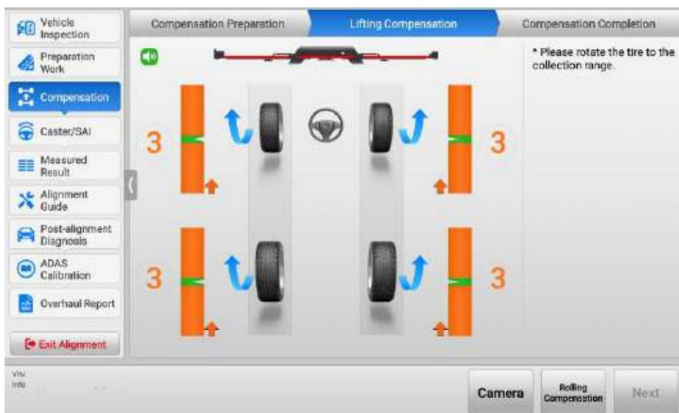 Vehicle
Inspection
Preparation
Work
Compensation
Caster/SAI
Measured
Result
Alignment
Guide
Post-alignment
Diagnosis
ADAS
Calibration
Overhaul Report
Exit Alignment
Compensation Preparation
Lifting Compensation
Compensation Completion
* Please rotate the tire to the
collection range.
3
3
3
3
Info
Camera
Rolling
Compensation
Next